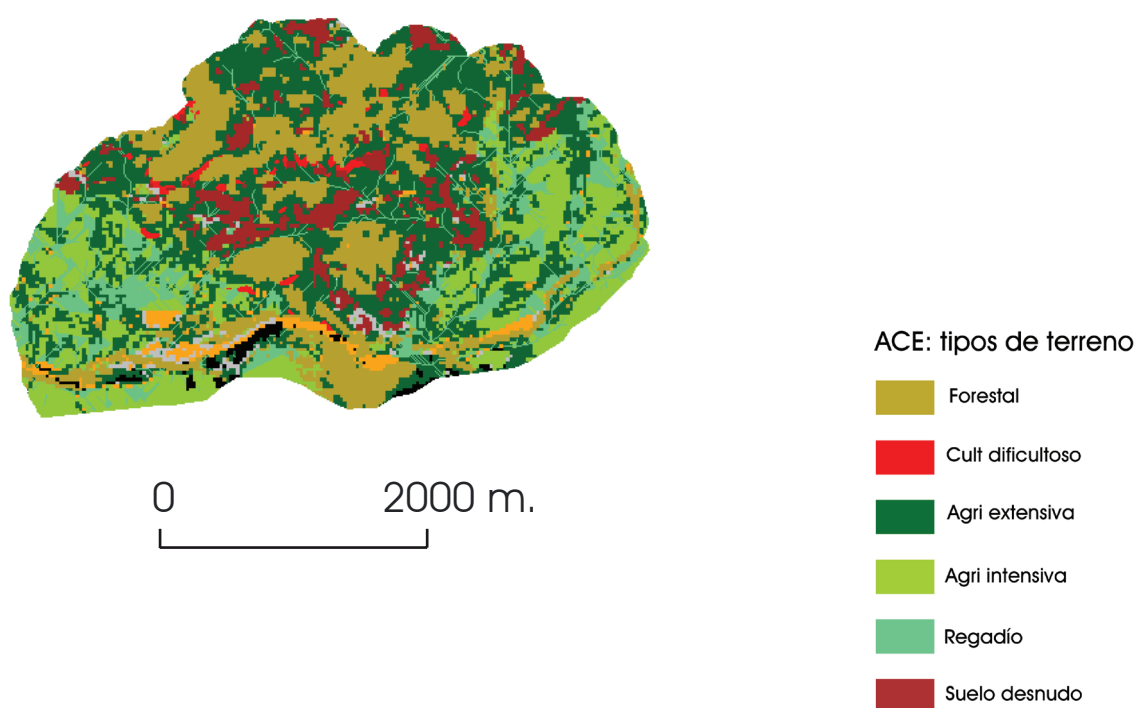 ACE: tipos de terreno
Forestal
Cult dificultoso
Agri extensiva
Agri intensiva
Regadío
Suelo desnudo
0 2000 m.